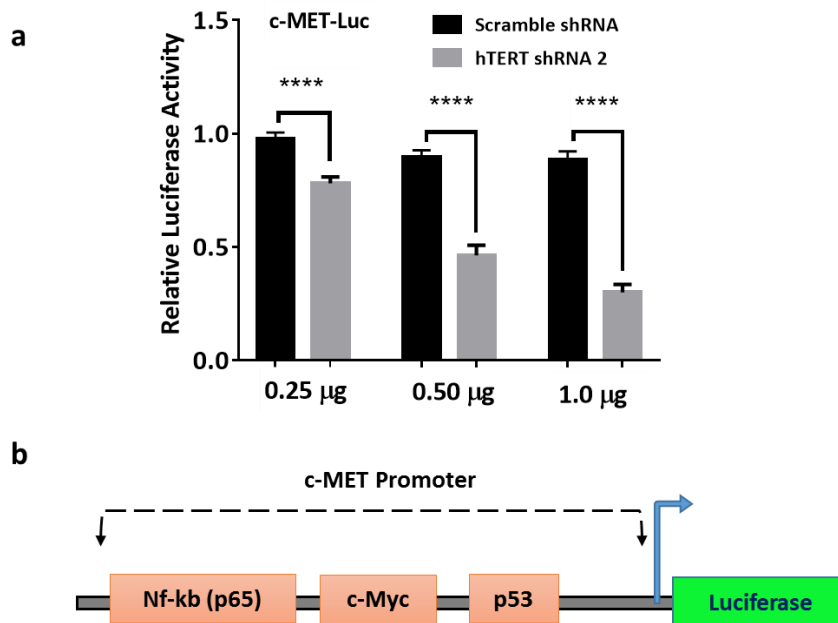 a
c-MET-Luc
Scramble shRNA
hTERT shRNA 2
Relative Luciferase Activity
1.5
1.0
0.5
0.0
****
****
****
0.25 μg
0.50 μg
1.0 μg
b
c-MET Promoter
Nf-kb (p65)
c-Myc
p53
Luciferase